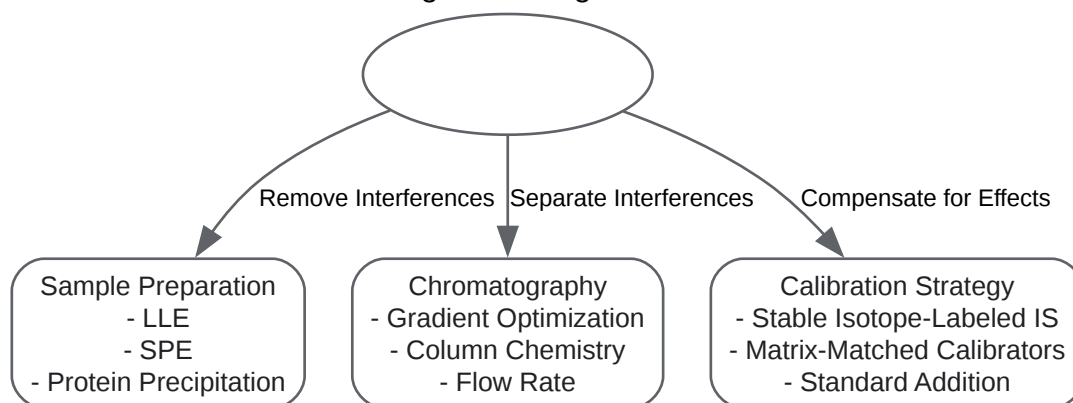 Remove Interferences
Separate Interferences
Compensate for Effects
Sample Preparation
- LLE
- SPE
- Protein Precipitation
Chromatography
- Gradient Optimization
- Column Chemistry
- Flow Rate
Calibration Strategy
- Stable Isotope-Labeled IS
- Matrix-Matched Calibrators
- Standard Addition